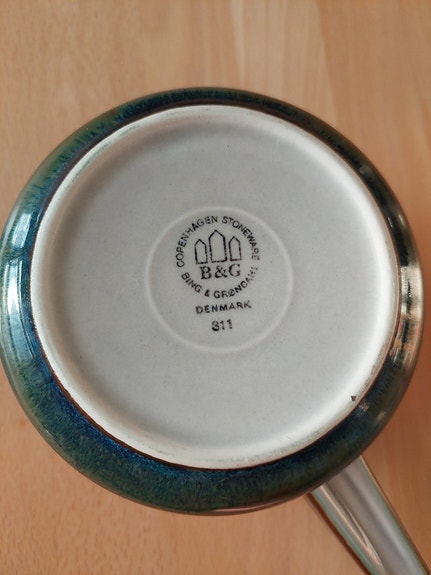 COPENHAGEN STONEWARE
B&G
BING & GRØNDAHL
DENMARK
311